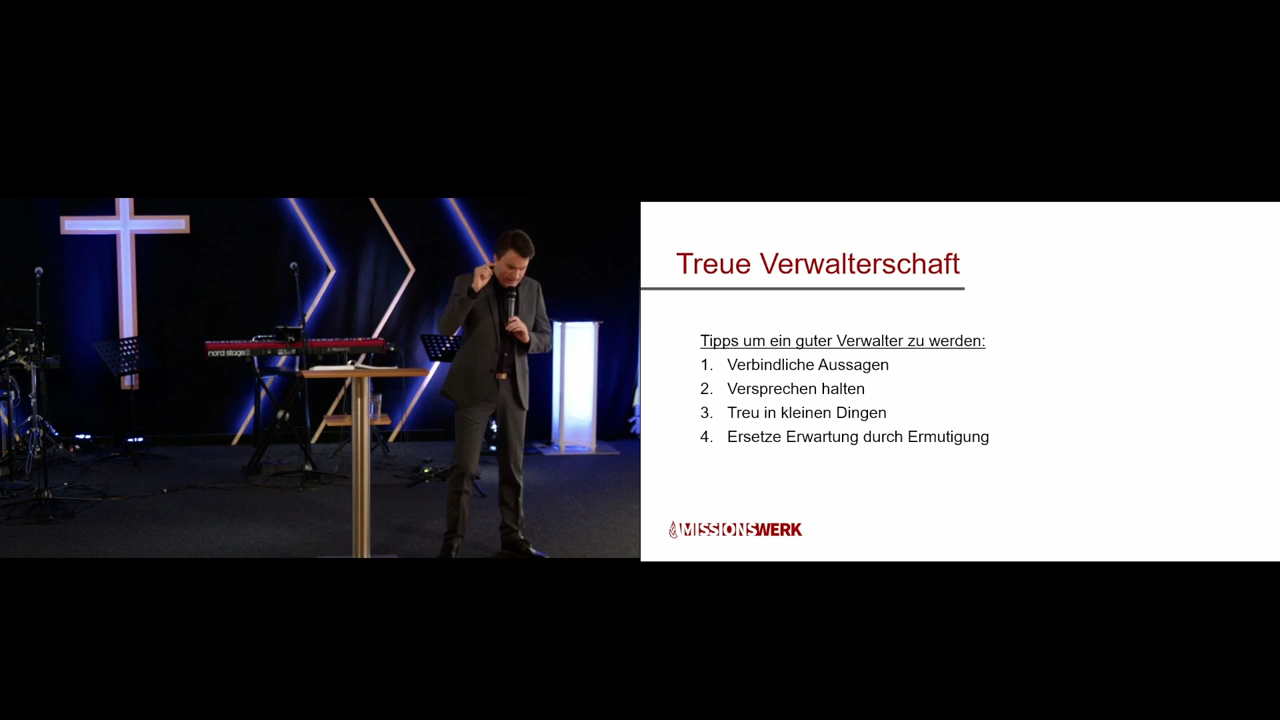 nord stage
Treue Verwalterschaft
Tipps um ein guter Verwalter zu werden:
1. Verbindliche Aussagen
2. Versprechen halten
3. Treu in kleinen Dingen
4. Ersetze Erwartung durch Ermutigung
MISSIONSWERK